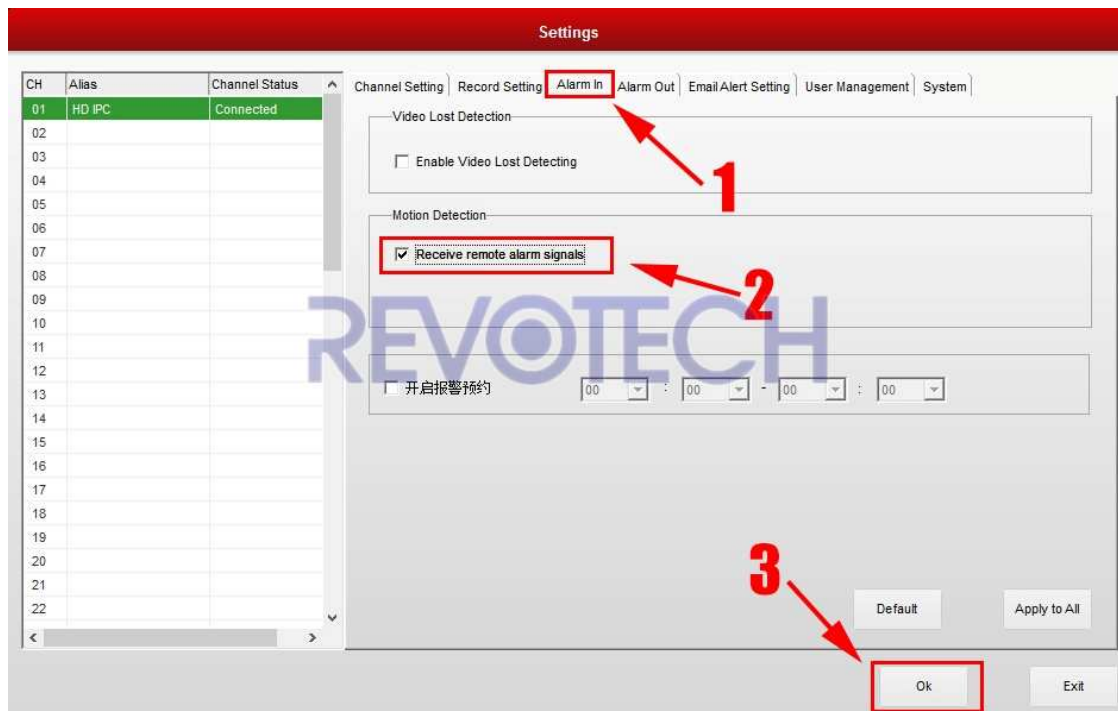 Settings
CH Alias Channel Status
Channel Setting Record Setting Alarm In Alarm Out Email Alert Setting User Management System
01 HD IPC Connected
02
03
04
05
06
07
08
09
10
11
12
13
14
15
16
17
18
19
20
21
22
Video Lost Detection
Enable Video Lost Detecting
1
Motion Detection
Receive remote alarm signals
2
REVOTECH
开启报警预约 00 : 00 - 00 : 00
3
Default Apply to All
Ok Exit